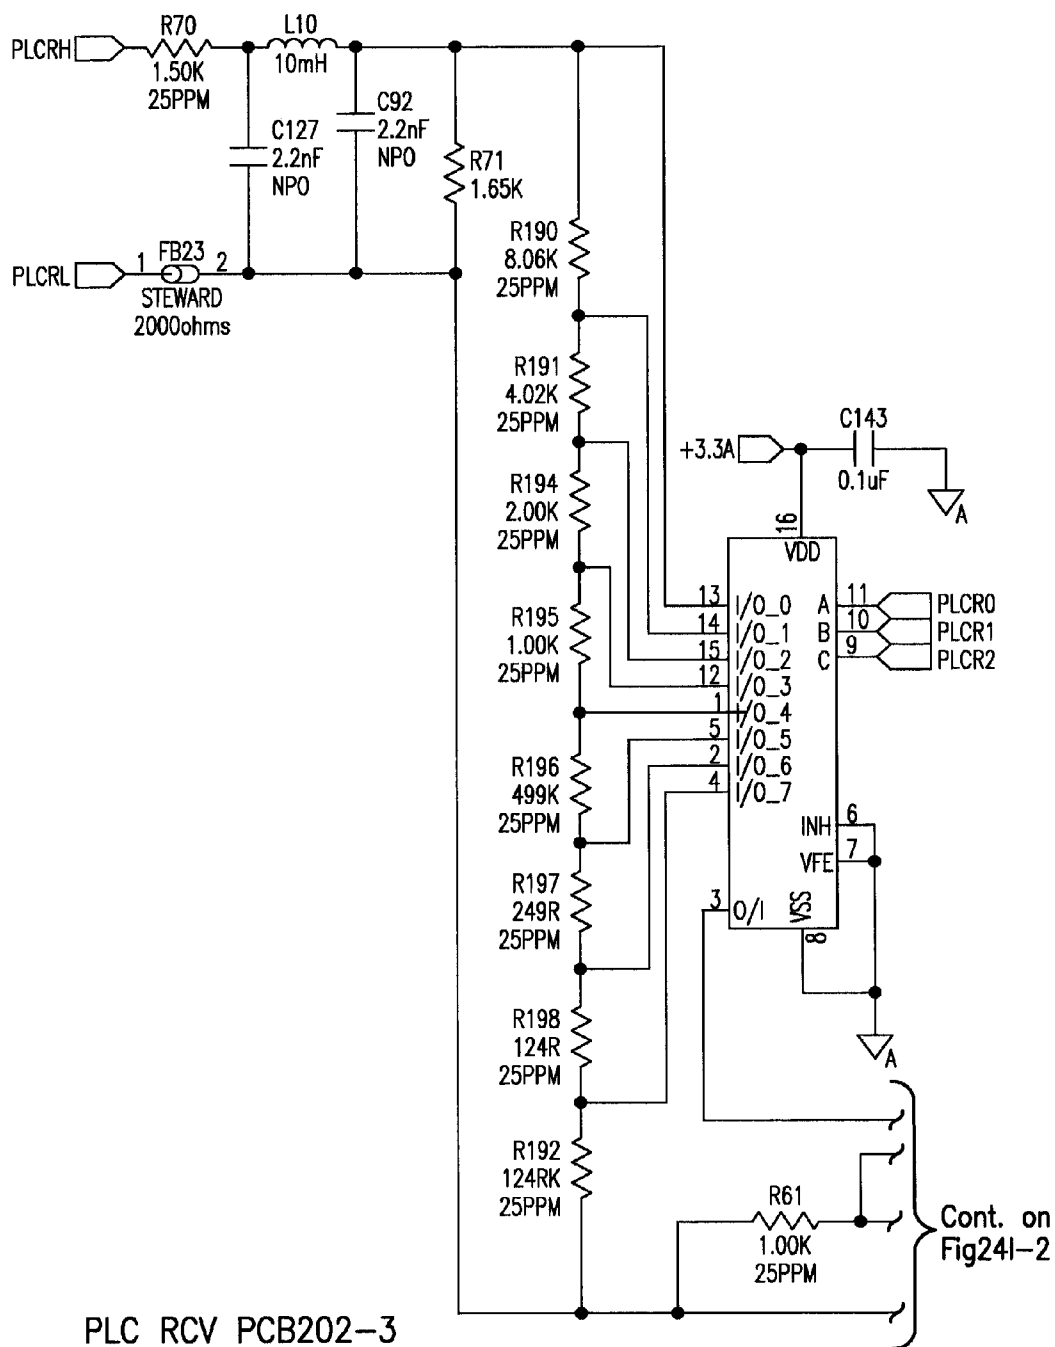 R70
L10
PLCRH
1.50K
25PPM
10mH
C92
2.2nF
NPO
C127
2.2nF
NPO
R71
1.65K
R190
8.06K
25PPM
FB23
PLCRL
1
2
STEWARD
2000ohms
R191
4.02K
25PPM
C143
+3.3A
0.1uF
A
R194
2.00K
25PPM
16
VDD
R195
1.00K
25PPM
13
I/O_0
A
11
PLCR0
14
I/O_1
B
10
PLCR1
15
I/O_2
C
9
PLCR2
12
I/O_3
1
I/O_4
5
I/O_5
2
I/O_6
4
I/O_7
R196
499K
25PPM
INH
6
VFE
7
R197
249R
25PPM
3
O/I
VSS
8
R198
124R
25PPM
A
R192
124RK
25PPM
R61
1.00K
25PPM
Cont. on
Fig24I-2
PLC RCV PCB202-3